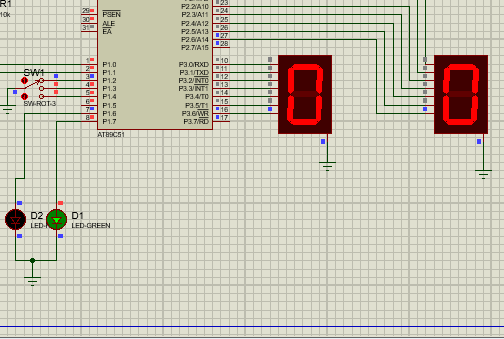 R1
10k
29
30
31
PSEN
ALE
EA
P2.2/A10
P2.3/A11
P2.4/A12
P2.5/A13
P2.6/A14
P2.7/A15
23
24
25
26
27
28
SW1
SW-ROT-3
1
2
3
4
5
6
7
8
P1.0
P1.1
P1.2
P1.3
P1.4
P1.5
P1.6
P1.7
P3.0/RXD
P3.1/TXD
P3.2/INT0
P3.3/INT1
P3.4/T0
P3.5/T1
P3.6/WR
P3.7/RD
10
11
12
13
14
15
16
17
AT89C51
0
0
D2
D1
LED-GREEN